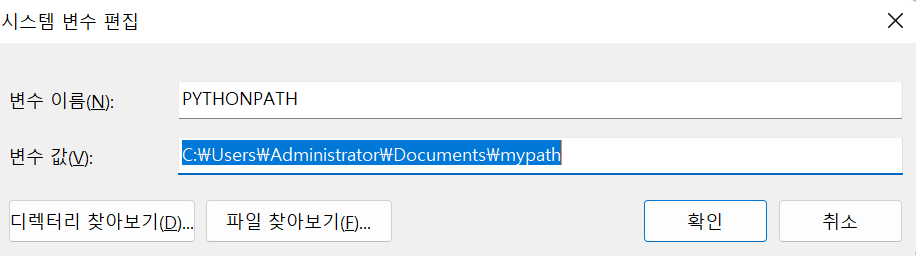 시스템 변수 편집
변수 이름(N):
PYTHONPATH
변수 값(V):
C:₩Users₩Administrator₩Documents₩mypath
디렉터리 찾아보기(D)...
파일 찾아보기(F)...
확인
취소